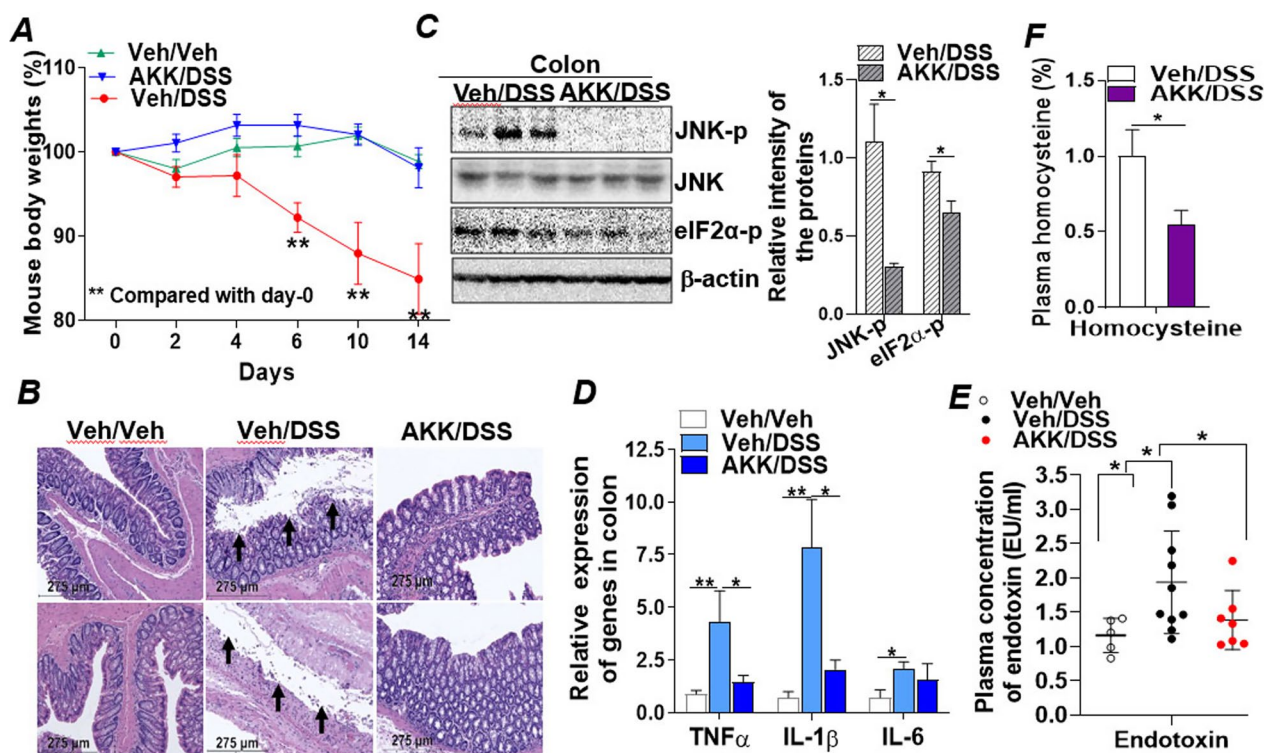 A
Veh/Veh
AKK/DSS
Veh/DSS
Mouse body weights (%)
110
100
90
80
** Compared with day-0
**
**
**
0 2 4 6 10 14
Days
C
Colon
Veh/DSS AKK/DSS
JNK-p
JNK
eIF2α-p
β-actin
Veh/DSS
AKK/DSS
Relative intensity of
the proteins
1.5
1.0
0.5
0.0
*
*
JNK-p
eIF2α-p
F
Veh/DSS
AKK/DSS
Plasma homocysteine (%)
1.5
1.0
0.5
0.0
*
Homocysteine
B
Veh/Veh Veh/DSS AKK/DSS
275 µm 275 µm 275 µm
275 µm 275 µm 275 µm
D
Veh/Veh
Veh/DSS
AKK/DSS
Relative expression
of genes in colon
12.5
10.0
7.5
5.0
2.5
0.0
** *
** *
*
TNFα IL-1β IL-6
E
Veh/Veh
Veh/DSS
AKK/DSS
Plasma concentration
of endotoxin (EU/ml)
3.5
3.0
2.5
2.0
1.5
1.0
0.5
0.0
* * *
Endotoxin